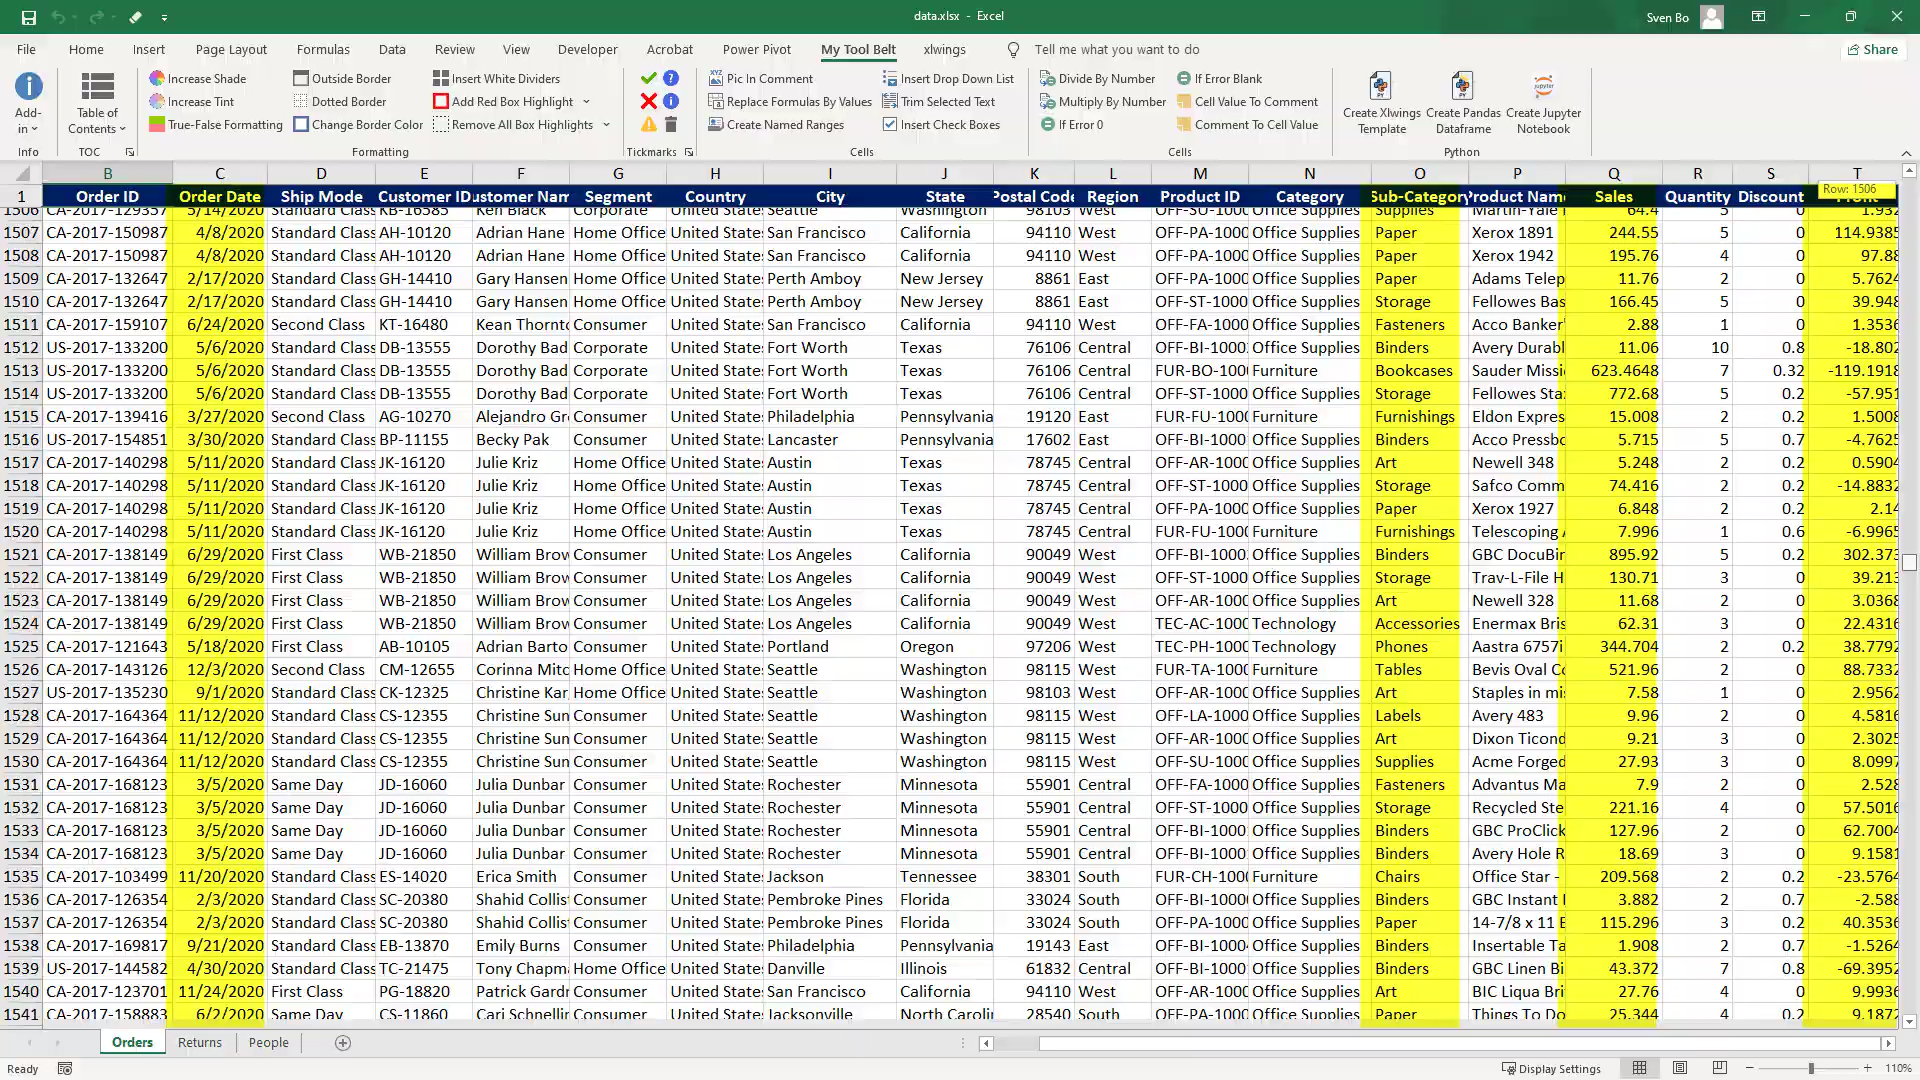 data.xlsx - Excel
Sven Bo
File Home Insert Page Layout Formulas Data Review View Developer Acrobat Power Pivot My Tool Belt xlwings Tell me what you want to do Share
Add-in
Info
Table of Contents
TOC
Increase Shade
Increase Tint
True-False Formatting
Outside Border
Dotted Border
Change Border Color
Insert White Dividers
Add Red Box Highlight
Remove All Box Highlights
Formatting
Tickmarks
Pic In Comment
Replace Formulas By Values
Create Named Ranges
Insert Drop Down List
Trim Selected Text
Insert Check Boxes
Cells
Divide By Number
Multiply By Number
If Error 0
If Error Blank
Cell Value To Comment
Comment To Cell Value
Cells
Create Xlwings Template
Create Pandas Dataframe
Create Jupyter Notebook
Python
B C D E F G H I J K L M N O P Q R S T
1 Order ID Order Date Ship Mode Customer ID ustomer Nam Segment Country City State Postal Code Region Product ID Category Sub-Category Product Name Sales Quantity Discount
Row: 1506
1506 CA-2017-129357 5/14/2020 Standard Class KB-16585 Ken Black Corporate United State Seattle Washington 98103 West OFF-SU-1000 Office Supplies Supplies Martin-Yale 64.4 5 0 1.932
1507 CA-2017-150987 4/8/2020 Standard Class AH-10120 Adrian Hane Home Office United State San Francisco California 94110 West OFF-PA-1000 Office Supplies Paper Xerox 1891 244.55 5 0 114.9385
1508 CA-2017-150987 4/8/2020 Standard Class AH-10120 Adrian Hane Home Office United State San Francisco California 94110 West OFF-PA-1000 Office Supplies Paper Xerox 1942 195.76 4 0 97.88
1509 CA-2017-132647 2/17/2020 Standard Class GH-14410 Gary Hansen Home Office United State Perth Amboy New Jersey 8861 East OFF-PA-1000 Office Supplies Paper Adams Telep 11.76 2 0 5.7624
1510 CA-2017-132647 2/17/2020 Standard Class GH-14410 Gary Hansen Home Office United State Perth Amboy New Jersey 8861 East OFF-ST-1000 Office Supplies Storage Fellowes Bas 166.45 5 0 39.948
1511 CA-2017-159107 6/24/2020 Second Class KT-16480 Kean Thornto Consumer United State San Francisco California 94110 West OFF-FA-1000 Office Supplies Fasteners Acco Banker' 2.88 1 0 1.3536
1512 US-2017-133200 5/6/2020 Standard Class DB-13555 Dorothy Bad Corporate United State Fort Worth Texas 76106 Central OFF-BI-1000 Office Supplies Binders Avery Durabl 11.06 10 0.8 -18.802
1513 US-2017-133200 5/6/2020 Standard Class DB-13555 Dorothy Bad Corporate United State Fort Worth Texas 76106 Central FUR-BO-100 Furniture Bookcases Sauder Missi 623.4648 7 0.32 -119.1918
1514 US-2017-133200 5/6/2020 Standard Class DB-13555 Dorothy Bad Corporate United State Fort Worth Texas 76106 Central OFF-ST-1000 Office Supplies Storage Fellowes Sta 772.68 5 0.2 -57.951
1515 CA-2017-139416 3/27/2020 Second Class AG-10270 Alejandro Gr Consumer United State Philadelphia Pennsylvania 19120 East FUR-FU-1000 Furniture Furnishings Eldon Expres 15.008 2 0.2 1.5008
1516 US-2017-154851 3/30/2020 Standard Class BP-11155 Becky Pak Consumer United State Lancaster Pennsylvania 17602 East OFF-BI-1000 Office Supplies Binders Acco Pressbo 5.715 5 0.7 -4.7625
1517 CA-2017-140298 5/11/2020 Standard Class JK-16120 Julie Kriz Home Office United State Austin Texas 78745 Central OFF-AR-1000 Office Supplies Art Newell 348 5.248 2 0.2 0.5904
1518 CA-2017-140298 5/11/2020 Standard Class JK-16120 Julie Kriz Home Office United State Austin Texas 78745 Central OFF-ST-1000 Office Supplies Storage Safco Comm 74.416 2 0.2 -14.8832
1519 CA-2017-140298 5/11/2020 Standard Class JK-16120 Julie Kriz Home Office United State Austin Texas 78745 Central OFF-PA-1000 Office Supplies Paper Xerox 1927 6.848 2 0.2 2.14
1520 CA-2017-140298 5/11/2020 Standard Class JK-16120 Julie Kriz Home Office United State Austin Texas 78745 Central FUR-FU-1000 Furniture Furnishings Telescoping 7.996 1 0.6 -6.9965
1521 CA-2017-138149 6/29/2020 First Class WB-21850 William Brow Consumer United State Los Angeles California 90049 West OFF-BI-1000 Office Supplies Binders GBC DocuBin 895.92 5 0.2 302.373
1522 CA-2017-138149 6/29/2020 First Class WB-21850 William Brow Consumer United State Los Angeles California 90049 West OFF-ST-1000 Office Supplies Storage Trav-L-File H 130.71 3 0 39.213
1523 CA-2017-138149 6/29/2020 First Class WB-21850 William Brow Consumer United State Los Angeles California 90049 West OFF-AR-1000 Office Supplies Art Newell 328 11.68 2 0 3.0368
1524 CA-2017-138149 6/29/2020 First Class WB-21850 William Brow Consumer United State Los Angeles California 90049 West TEC-AC-1000 Technology Accessories Enermax Bris 62.31 3 0 22.4316
1525 CA-2017-121643 5/18/2020 First Class AB-10105 Adrian Barto Consumer United State Portland Oregon 97206 West TEC-PH-1000 Technology Phones Aastra 6757i 344.704 2 0.2 38.7792
1526 CA-2017-143126 12/3/2020 Second Class CM-12655 Corinna Mitc Home Office United State Seattle Washington 98115 West FUR-TA-1000 Furniture Tables Bevis Oval Co 521.96 2 0 88.7332
1527 US-2017-135230 9/1/2020 Standard Class CK-12325 Christine Kar Home Office United State Seattle Washington 98103 West OFF-AR-1000 Office Supplies Art Staples in mi 7.58 1 0 2.9562
1528 CA-2017-164364 11/12/2020 Standard Class CS-12355 Christine Sun Consumer United State Seattle Washington 98115 West OFF-LA-1000 Office Supplies Labels Avery 483 9.96 2 0 4.5816
1529 CA-2017-164364 11/12/2020 Standard Class CS-12355 Christine Sun Consumer United State Seattle Washington 98115 West OFF-AR-1000 Office Supplies Art Dixon Ticond 9.21 3 0 2.3025
1530 CA-2017-164364 11/12/2020 Standard Class CS-12355 Christine Sun Consumer United State Seattle Washington 98115 West OFF-SU-1000 Office Supplies Supplies Acme Forged 27.93 3 0 8.0997
1531 CA-2017-168123 3/5/2020 Same Day JD-16060 Julia Dunbar Consumer United State Rochester Minnesota 55901 Central OFF-FA-1000 Office Supplies Fasteners Advantus Ma 7.9 2 0 2.528
1532 CA-2017-168123 3/5/2020 Same Day JD-16060 Julia Dunbar Consumer United State Rochester Minnesota 55901 Central OFF-ST-1000 Office Supplies Storage Recycled Ste 221.16 4 0 57.5016
1533 CA-2017-168123 3/5/2020 Same Day JD-16060 Julia Dunbar Consumer United State Rochester Minnesota 55901 Central OFF-BI-1000 Office Supplies Binders GBC ProClick 127.96 2 0 62.7004
1534 CA-2017-168123 3/5/2020 Same Day JD-16060 Julia Dunbar Consumer United State Rochester Minnesota 55901 Central OFF-BI-1000 Office Supplies Binders Avery Hole R 18.69 3 0 9.1581
1535 CA-2017-103499 11/20/2020 Standard Class ES-14020 Erica Smith Consumer United State Jackson Tennessee 38301 South FUR-CH-1000 Furniture Chairs Office Star - 209.568 2 0.2 -23.5764
1536 CA-2017-126354 2/3/2020 Standard Class SC-20380 Shahid Collis Consumer United State Pembroke Pines Florida 33024 South OFF-BI-1000 Office Supplies Binders GBC Instant 3.882 2 0.7 -2.588
1537 CA-2017-126354 2/3/2020 Standard Class SC-20380 Shahid Collis Consumer United State Pembroke Pines Florida 33024 South OFF-PA-1000 Office Supplies Paper 14-7/8 x 11 115.296 3 0.2 40.3536
1538 CA-2017-169817 9/21/2020 Standard Class EB-13870 Emily Burns Consumer United State Philadelphia Pennsylvania 19143 East OFF-BI-1000 Office Supplies Binders Insertable Ta 1.908 2 0.7 -1.5264
1539 US-2017-144582 4/30/2020 Standard Class TC-21475 Tony Chapm Home Office United State Danville Illinois 61832 Central OFF-BI-1000 Office Supplies Binders GBC Linen Bi 43.372 7 0.8 -69.3952
1540 CA-2017-123701 11/24/2020 First Class PG-18820 Patrick Gardn Consumer United State San Francisco California 94110 West OFF-AR-1000 Office Supplies Art BIC Liqua Bri 27.76 4 0 9.9936
1541 CA-2017-158883 6/2/2020 Same Day CS-11860 Cari Schnellin Consumer United State Jacksonville North Caroli 28540 South OFF-PA-1000 Office Supplies Paper Things To Do 25.344 4 0.2 9.1872
Orders Returns People
Ready Display Settings 110%